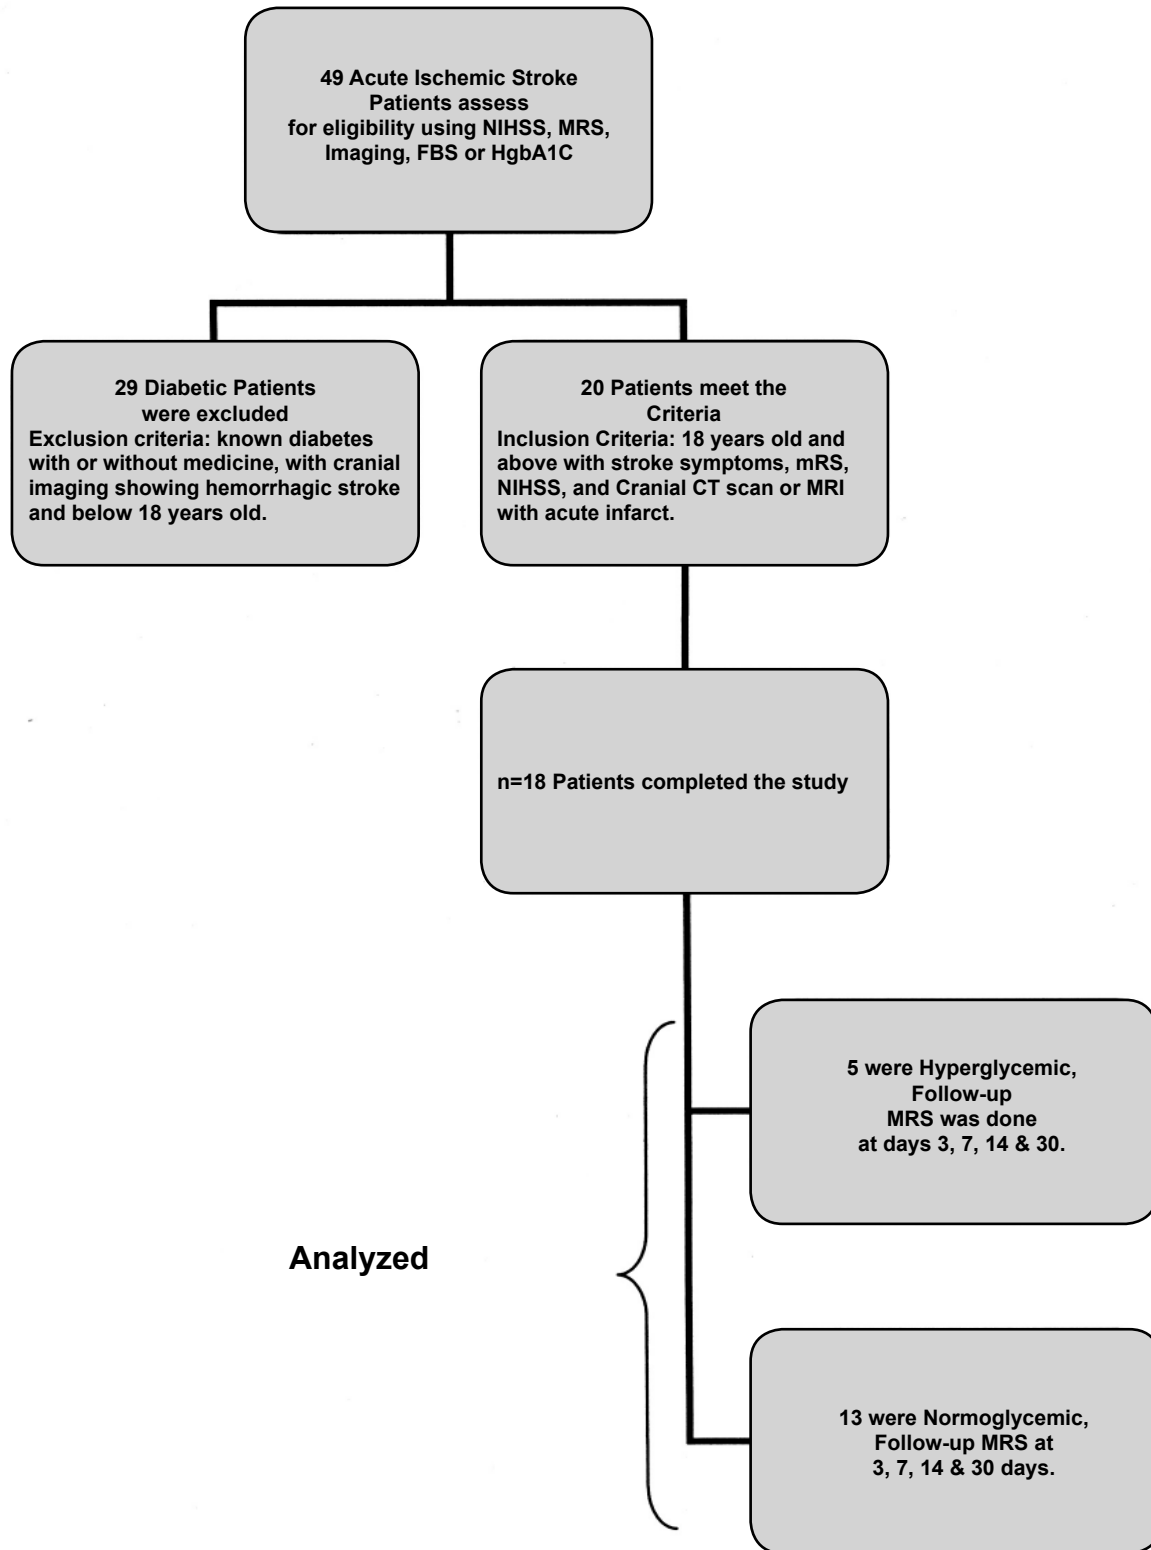 49 Acute Ischemic Stroke
Patients assess
for eligibility using NIHSS, MRS,
Imaging, FBS or HgbA1C
29 Diabetic Patients
were excluded
Exclusion criteria: known diabetes
with or without medicine, with cranial
imaging showing hemorrhagic stroke
and below 18 years old.
20 Patients meet the
Criteria
Inclusion Criteria: 18 years old and
above with stroke symptoms, mRS,
NIHSS, and Cranial CT scan or MRI
with acute infarct.
n=18 Patients completed the study
5 were Hyperglycemic,
Follow-up
MRS was done
at days 3, 7, 14 & 30.
Analyzed
13 were Normoglycemic,
Follow-up MRS at
3, 7, 14 & 30 days.